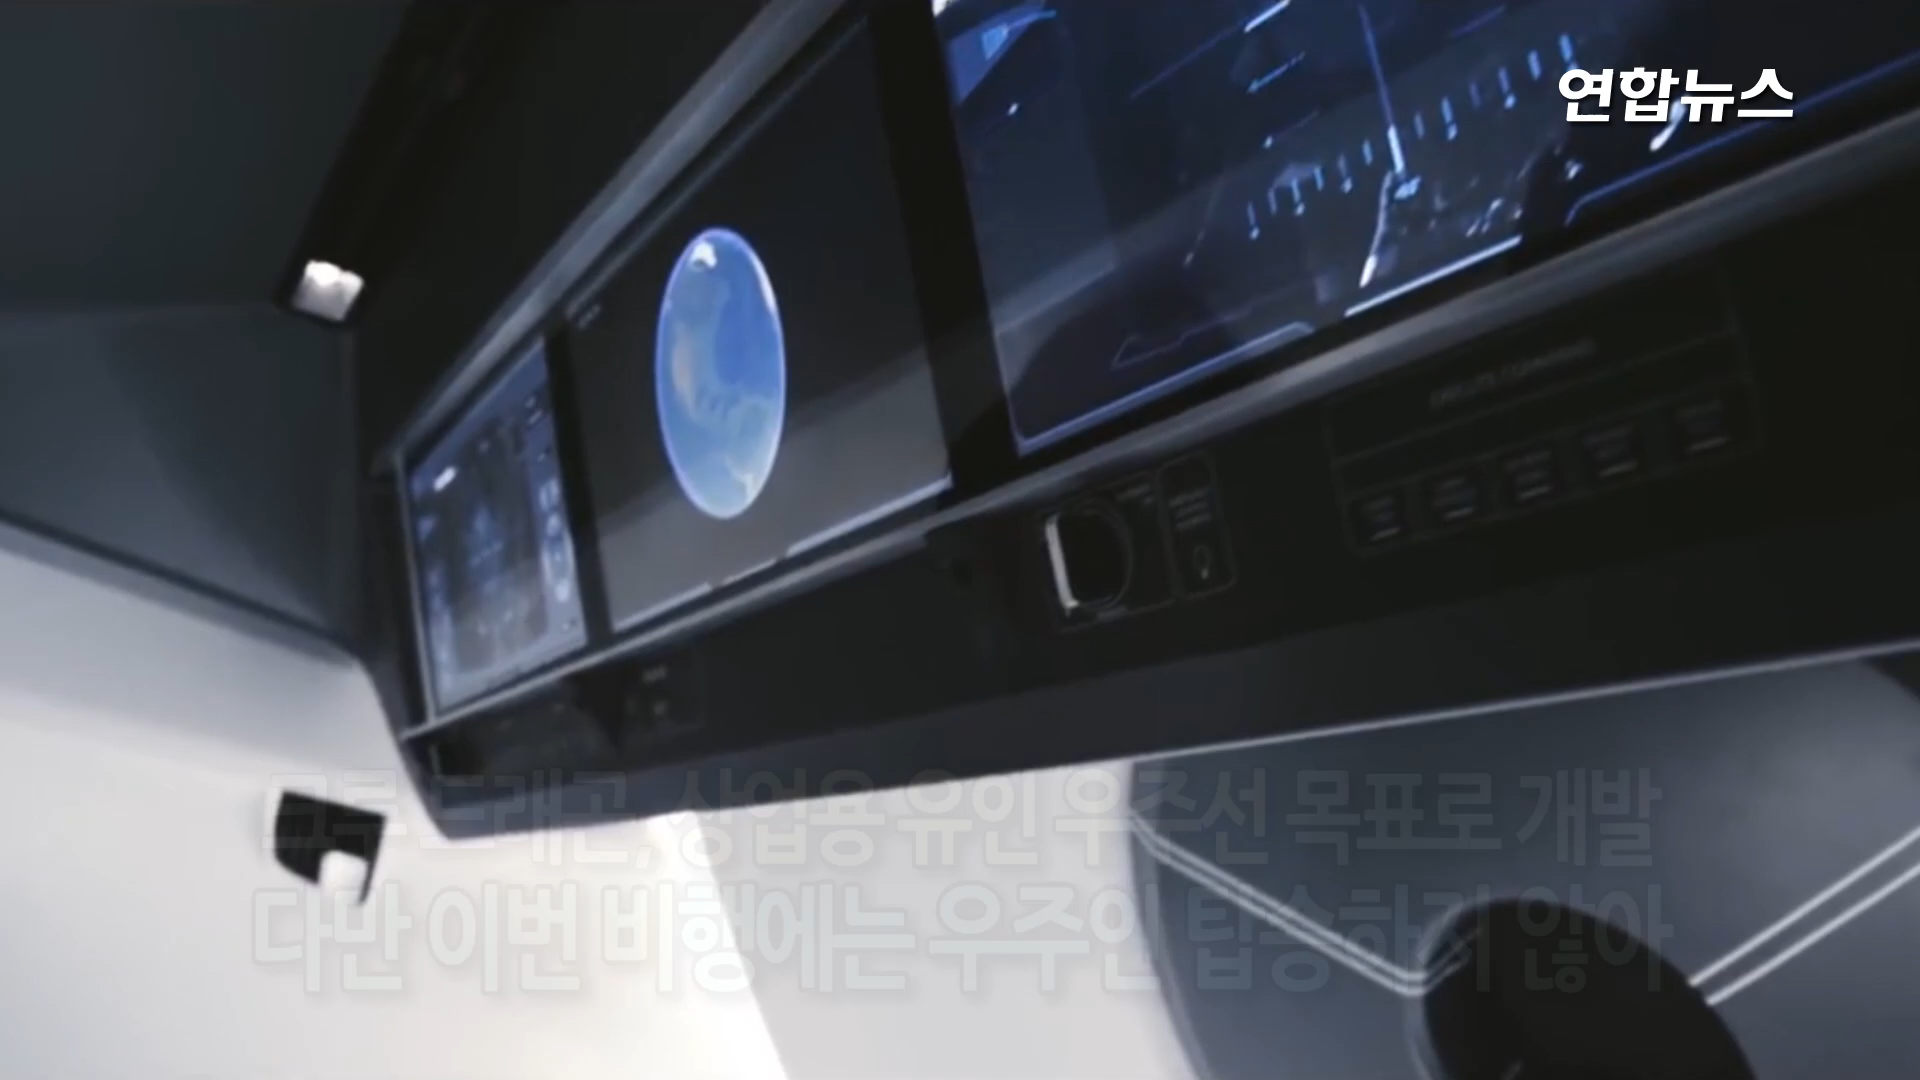 연합뉴스
크루 드래곤, 상업용 유인 우주선 목표로 개발
다만 이번 비행에는 우주인 탑승하지 않아